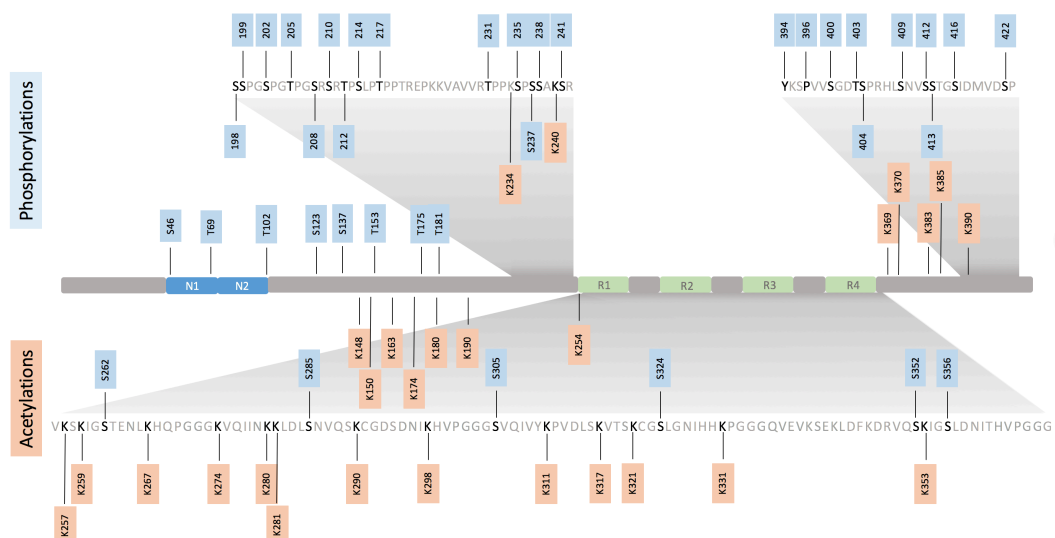 199 202 205 210 214 217 231 235 238 241 394 396 400 403 409 412 416 422
SSPGSPGTPGSRSRTPSLPTPPTREPKKVAVVRTPPKSPSSAKSR YKSPVVSGDTSPRHLSNVSSTGSIDMVDSP
198 208 212 S237 K240 404 413
K234 K370 K385
Phosphorylations
S46 T69 T102 S123 S137 T153 T175 T181 K369 K383 K390
N1 N2 R1 R2 R3 R4
K148 K163 K180 K190 K254
Acetylations
S262 S285 K150 K174 S305 S324 S352 S356
VKSKIGSTENLKHQPGGGKVQIINKKLDLSNVQSKCGDSDNIKHVPGGGSVQIVYKPVDLSKVTSKCGSLGNIHHKPGGGQVEVKSEKLDFKDRVQSKIGSLDNITHVPGGG
K259 K267 K274 K280 K290 K298 K311 K317 K321 K331 K353
K257 K281